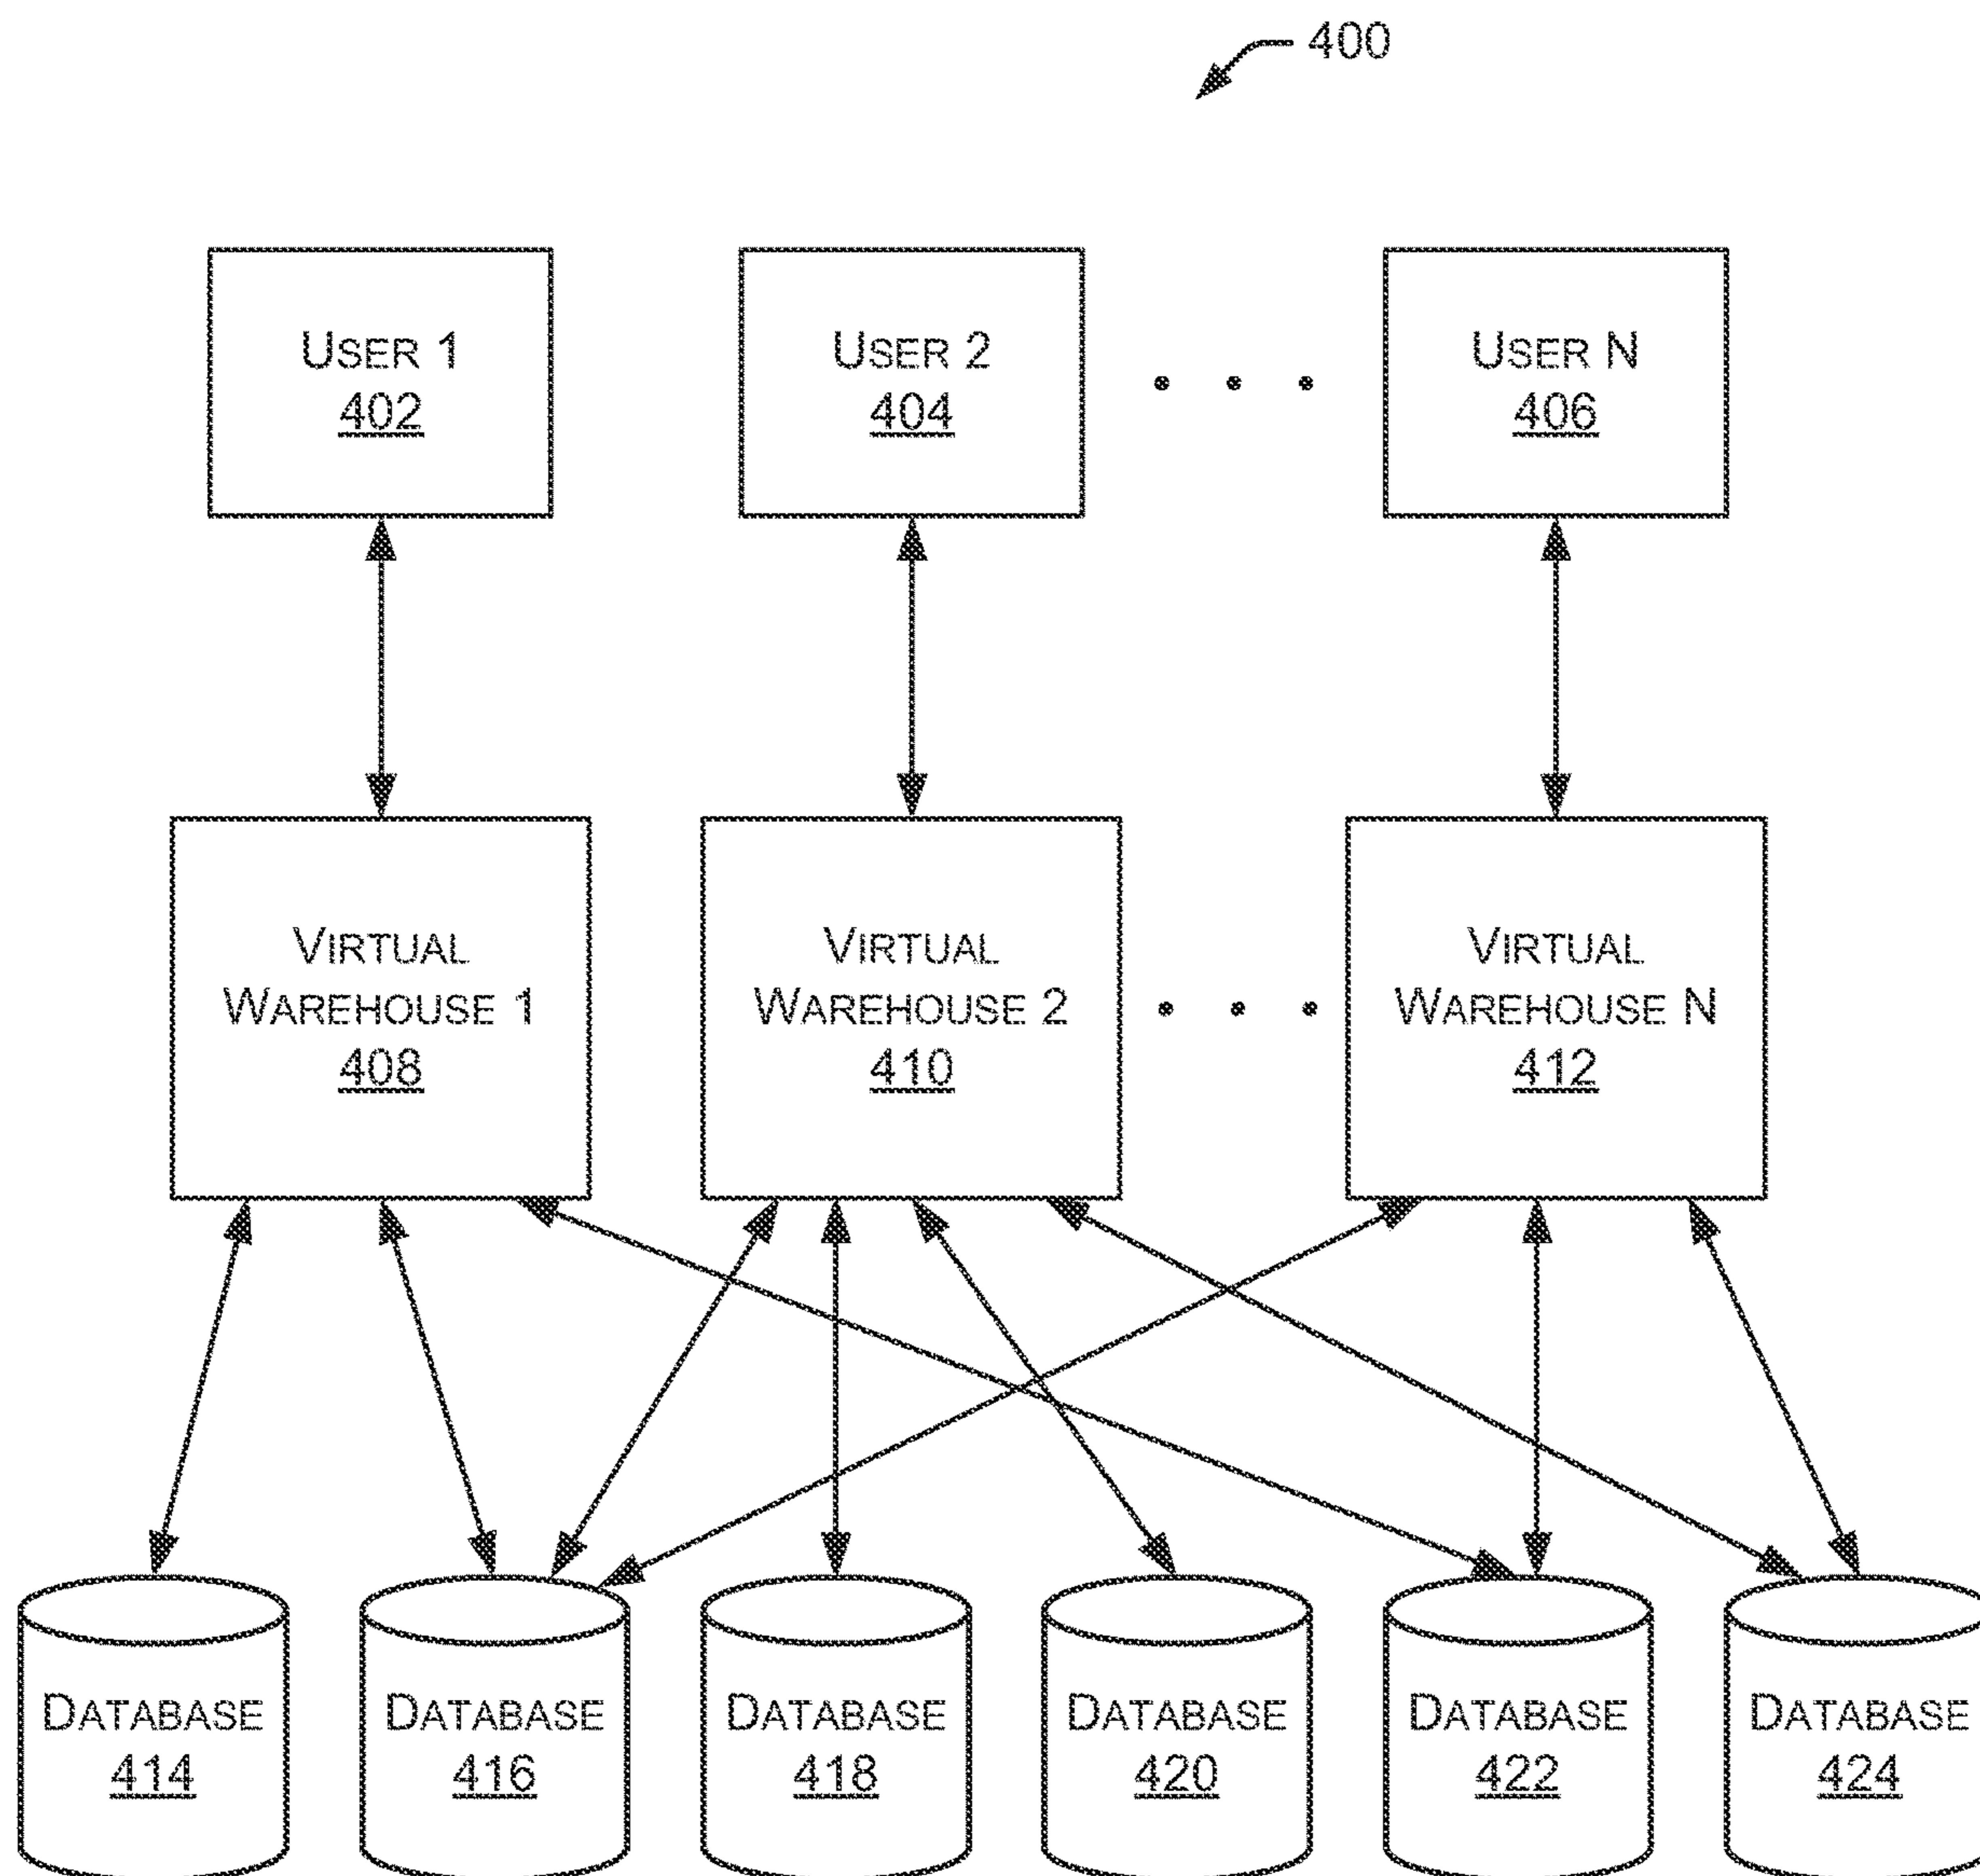 400
USER 1
402
USER 2
404
USER N
406
VIRTUAL
WAREHOUSE 1
408
VIRTUAL
WAREHOUSE 2
410
VIRTUAL
WAREHOUSE N
412
DATABASE
414
DATABASE
416
DATABASE
418
DATABASE
420
DATABASE
422
DATABASE
424